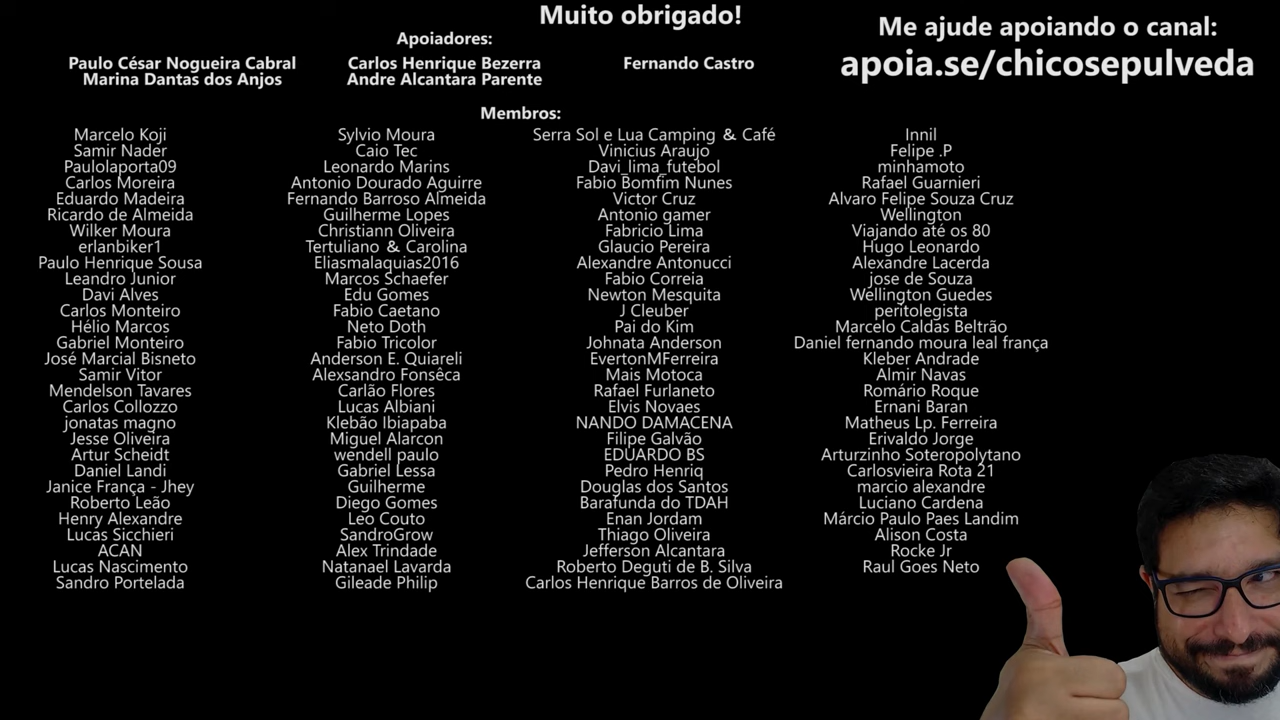 Muito obrigado!
Me ajude apoiando o canal:
apoia.se/chicosepulveda
Apoiadores:
Paulo César Nogueira Cabral
Marina Dantas dos Anjos
Carlos Henrique Bezerra
Andre Alcantara Parente
Fernando Castro
Membros:
Marcelo Koji
Samir Nader
Paulolaporta09
Carlos Moreira
Eduardo Madeira
Ricardo de Almeida
Wilker Moura
erlanbiker1
Paulo Henrique Sousa
Leandro Junior
Davi Alves
Carlos Monteiro
Hélio Marcos
Gabriel Monteiro
José Marcial Bisneto
Samir Vitor
Mendelson Tavares
Carlos Collozzo
jonatas magno
Jesse Oliveira
Artur Scheidt
Daniel Landi
Janice França - Jhey
Roberto Leão
Henry Alexandre
Lucas Sicchieri
ACAN
Lucas Nascimento
Sandro Portelada
Sylvio Moura
Caio Tec
Leonardo Marins
Antonio Dourado Aguirre
Fernando Barroso Almeida
Guilherme Lopes
Christiann Oliveira
Tertuliano & Carolina
Eliasmalaquias2016
Marcos Schaefer
Edu Gomes
Fabio Caetano
Neto Doth
Fabio Tricolor
Anderson E. Quiareli
Alexsandro Fonsêca
Carlão Flores
Lucas Albiani
Klebão Ibiapaba
Miguel Alarcon
wendell paulo
Gabriel Lessa
Guilherme
Diego Gomes
Leo Couto
SandroGrow
Alex Trindade
Natanael Lavarda
Gileade Philip
Serra Sol e Lua Camping & Café
Vinicius Araujo
Davi_lima_futebol
Fabio Bomfim Nunes
Victor Cruz
Antonio gamer
Fabricio Lima
Glaucio Pereira
Alexandre Antonucci
Fabio Correia
Newton Mesquita
J Cleuber
Pai do Kim
Johnata Anderson
EvertonMFerreira
Mais Motoca
Rafael Furlaneto
Elvis Novaes
NANDO DAMACENA
Filipe Galvão
EDUARDO BS
Pedro Henriq
Douglas dos Santos
Barafunda do TDAH
Enan Jordam
Thiago Oliveira
Jefferson Alcantara
Roberto Deguti de B. Silva
Carlos Henrique Barros de Oliveira
Innil
Felipe .P
minhamoto
Rafael Guarnieri
Alvaro Felipe Souza Cruz
Wellington
Viajando até os 80
Hugo Leonardo
Alexandre Lacerda
jose de Souza
Wellington Guedes
peritolegista
Marcelo Caldas Beltrão
Daniel fernando moura leal frança
Kleber Andrade
Almir Navas
Romário Roque
Ernani Baran
Matheus Lp. Ferreira
Erivaldo Jorge
Arturzinho Soteropolytano
Carlosvieira Rota 21
marcio alexandre
Luciano Cardena
Márcio Paulo Paes Landim
Alison Costa
Rocke Jr
Raul Goes Neto